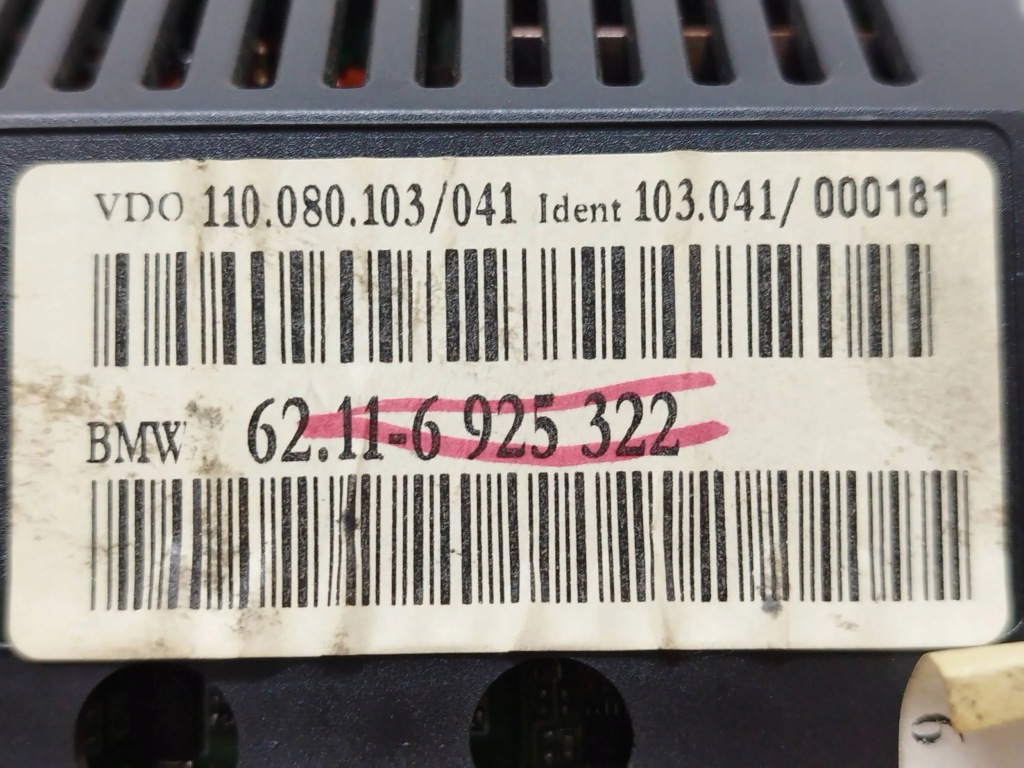 VDO 110.080.103/041 Ident 103.041/ 000181
BMW 62.11-6 925 322